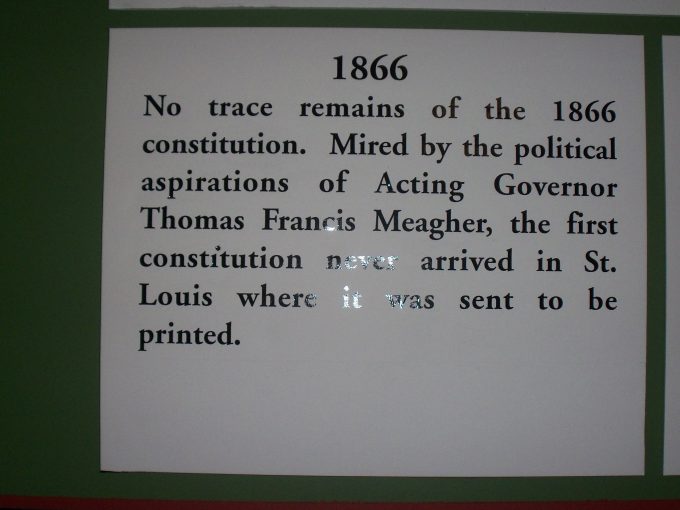 1866
No trace remains of the 1866
constitution. Mired by the political
aspirations of Acting Governor
Thomas Francis Meagher, the first
constitution never arrived in St.
Louis where it was sent to be
printed.